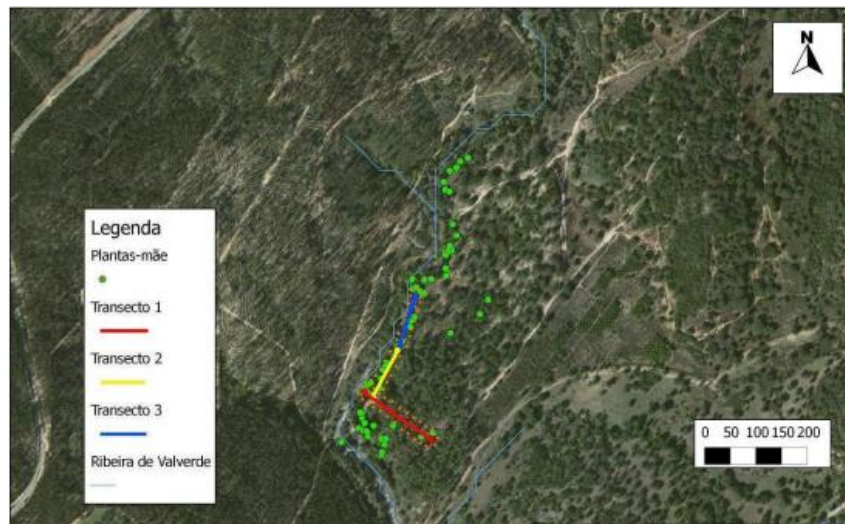 N
Legenda
Plantas-mãe
Transecto 1
Transecto 2
Transecto 3
Ribeira de Valverde
0 50 100 150 200